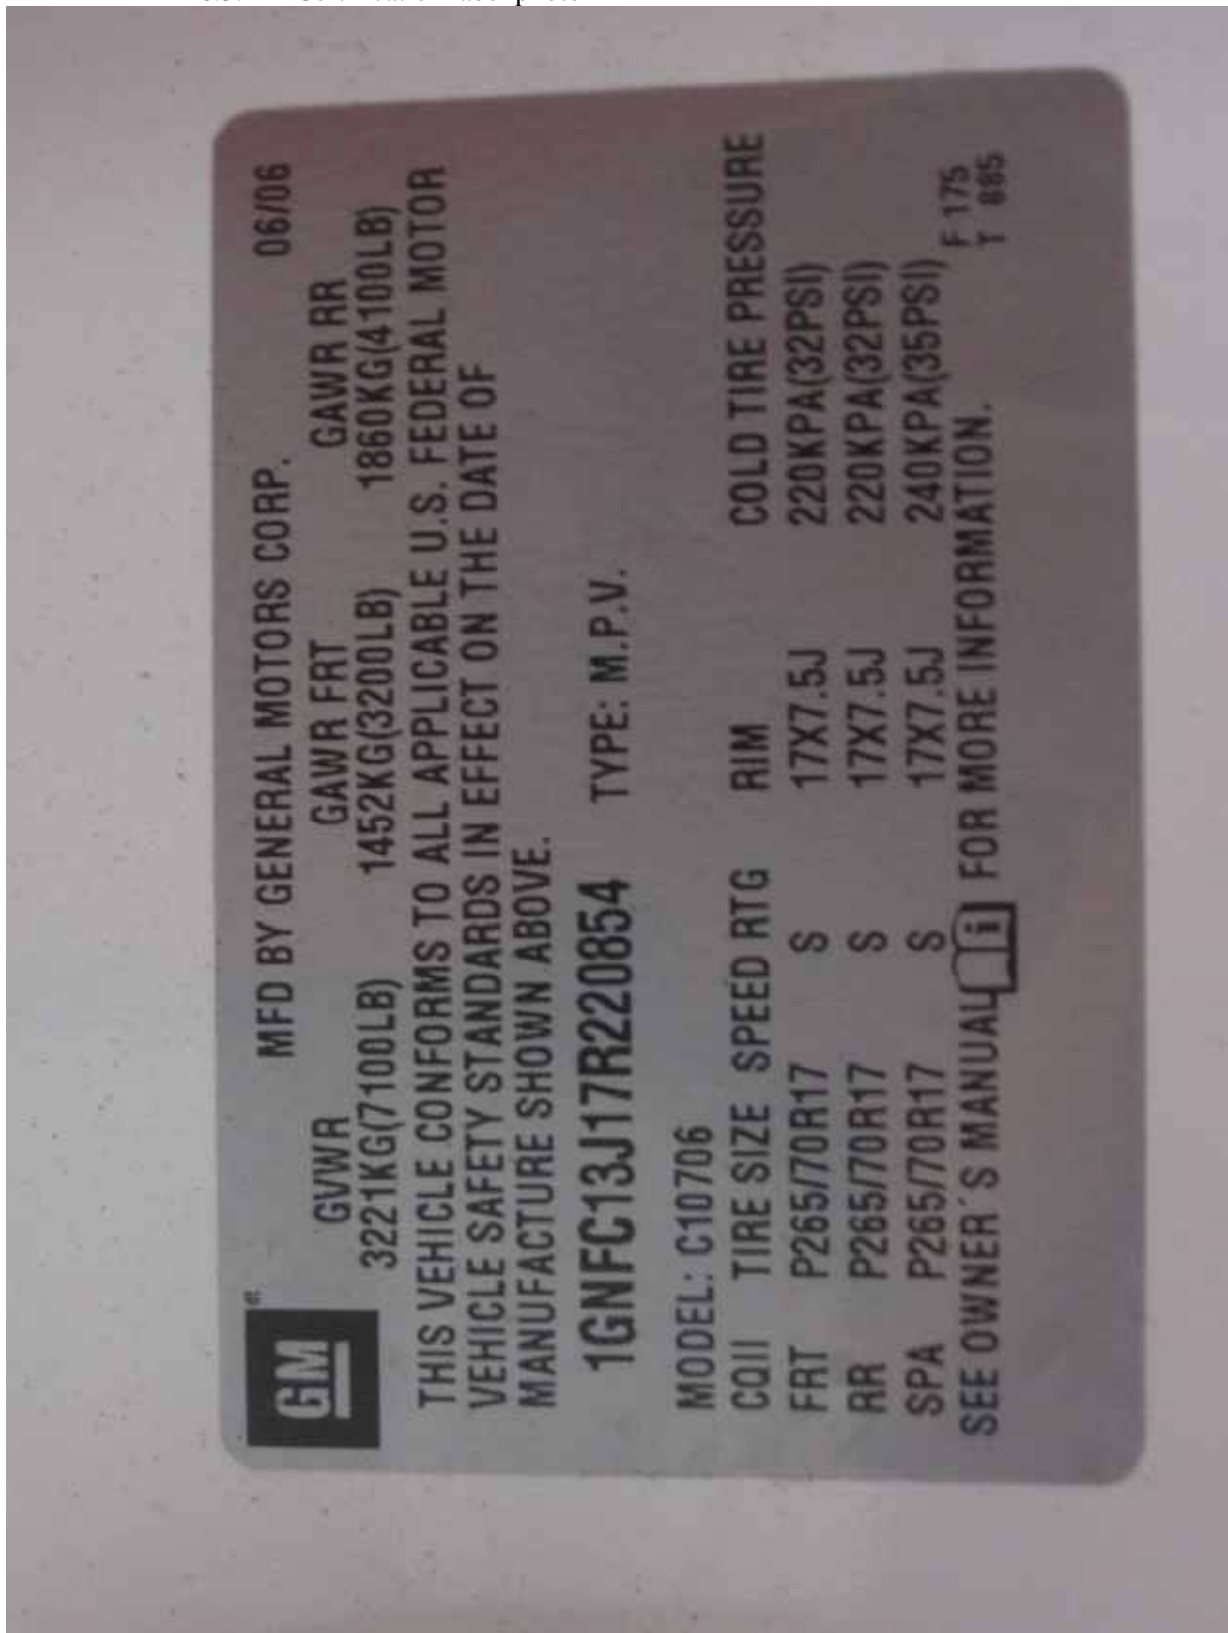 GM
MFD BY GENERAL MOTORS CORP. 06/06
GVWR GAWR FRT GAWR RR
3221KG(7100LB) 1452KG(3200LB) 1860KG(4100LB)
THIS VEHICLE CONFORMS TO ALL APPLICABLE U.S. FEDERAL MOTOR
VEHICLE SAFETY STANDARDS IN EFFECT ON THE DATE OF
MANUFACTURE SHOWN ABOVE.
1GNFC13J17R220854 TYPE: M.P.V.
MODEL: C10706
CQII TIRE SIZE SPEED RTG RIM COLD TIRE PRESSURE
FRT P265/70R17 S 17X7.5J 220KPA(32PSI)
RR P265/70R17 S 17X7.5J 220KPA(32PSI)
SPA P265/70R17 S 17X7.5J 240KPA(35PSI)
SEE OWNER´S MANUAL i FOR MORE INFORMATION.
F 175
T 885